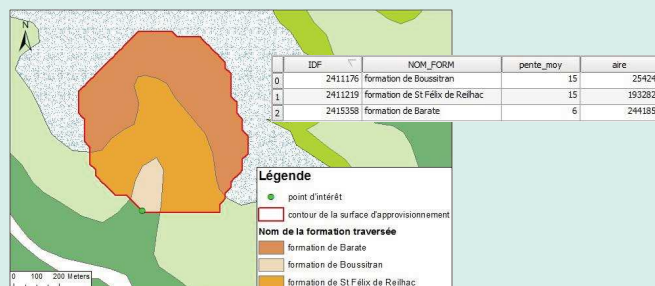 N
IDF NOM_FORM pente_moy aire
0 2411176 formation de Boussitran 15 25424
1 2411219 formation de St Félix de Reilhac 15 193282
2 2415358 formation de Barate 6 244185
Légende
point d'intérêt
contour de la surface d'approvisionnement
Nom de la formation traversée
formation de Barate
formation de Boussitran
formation de St Félix de Reilhac
0 100 200 Meters